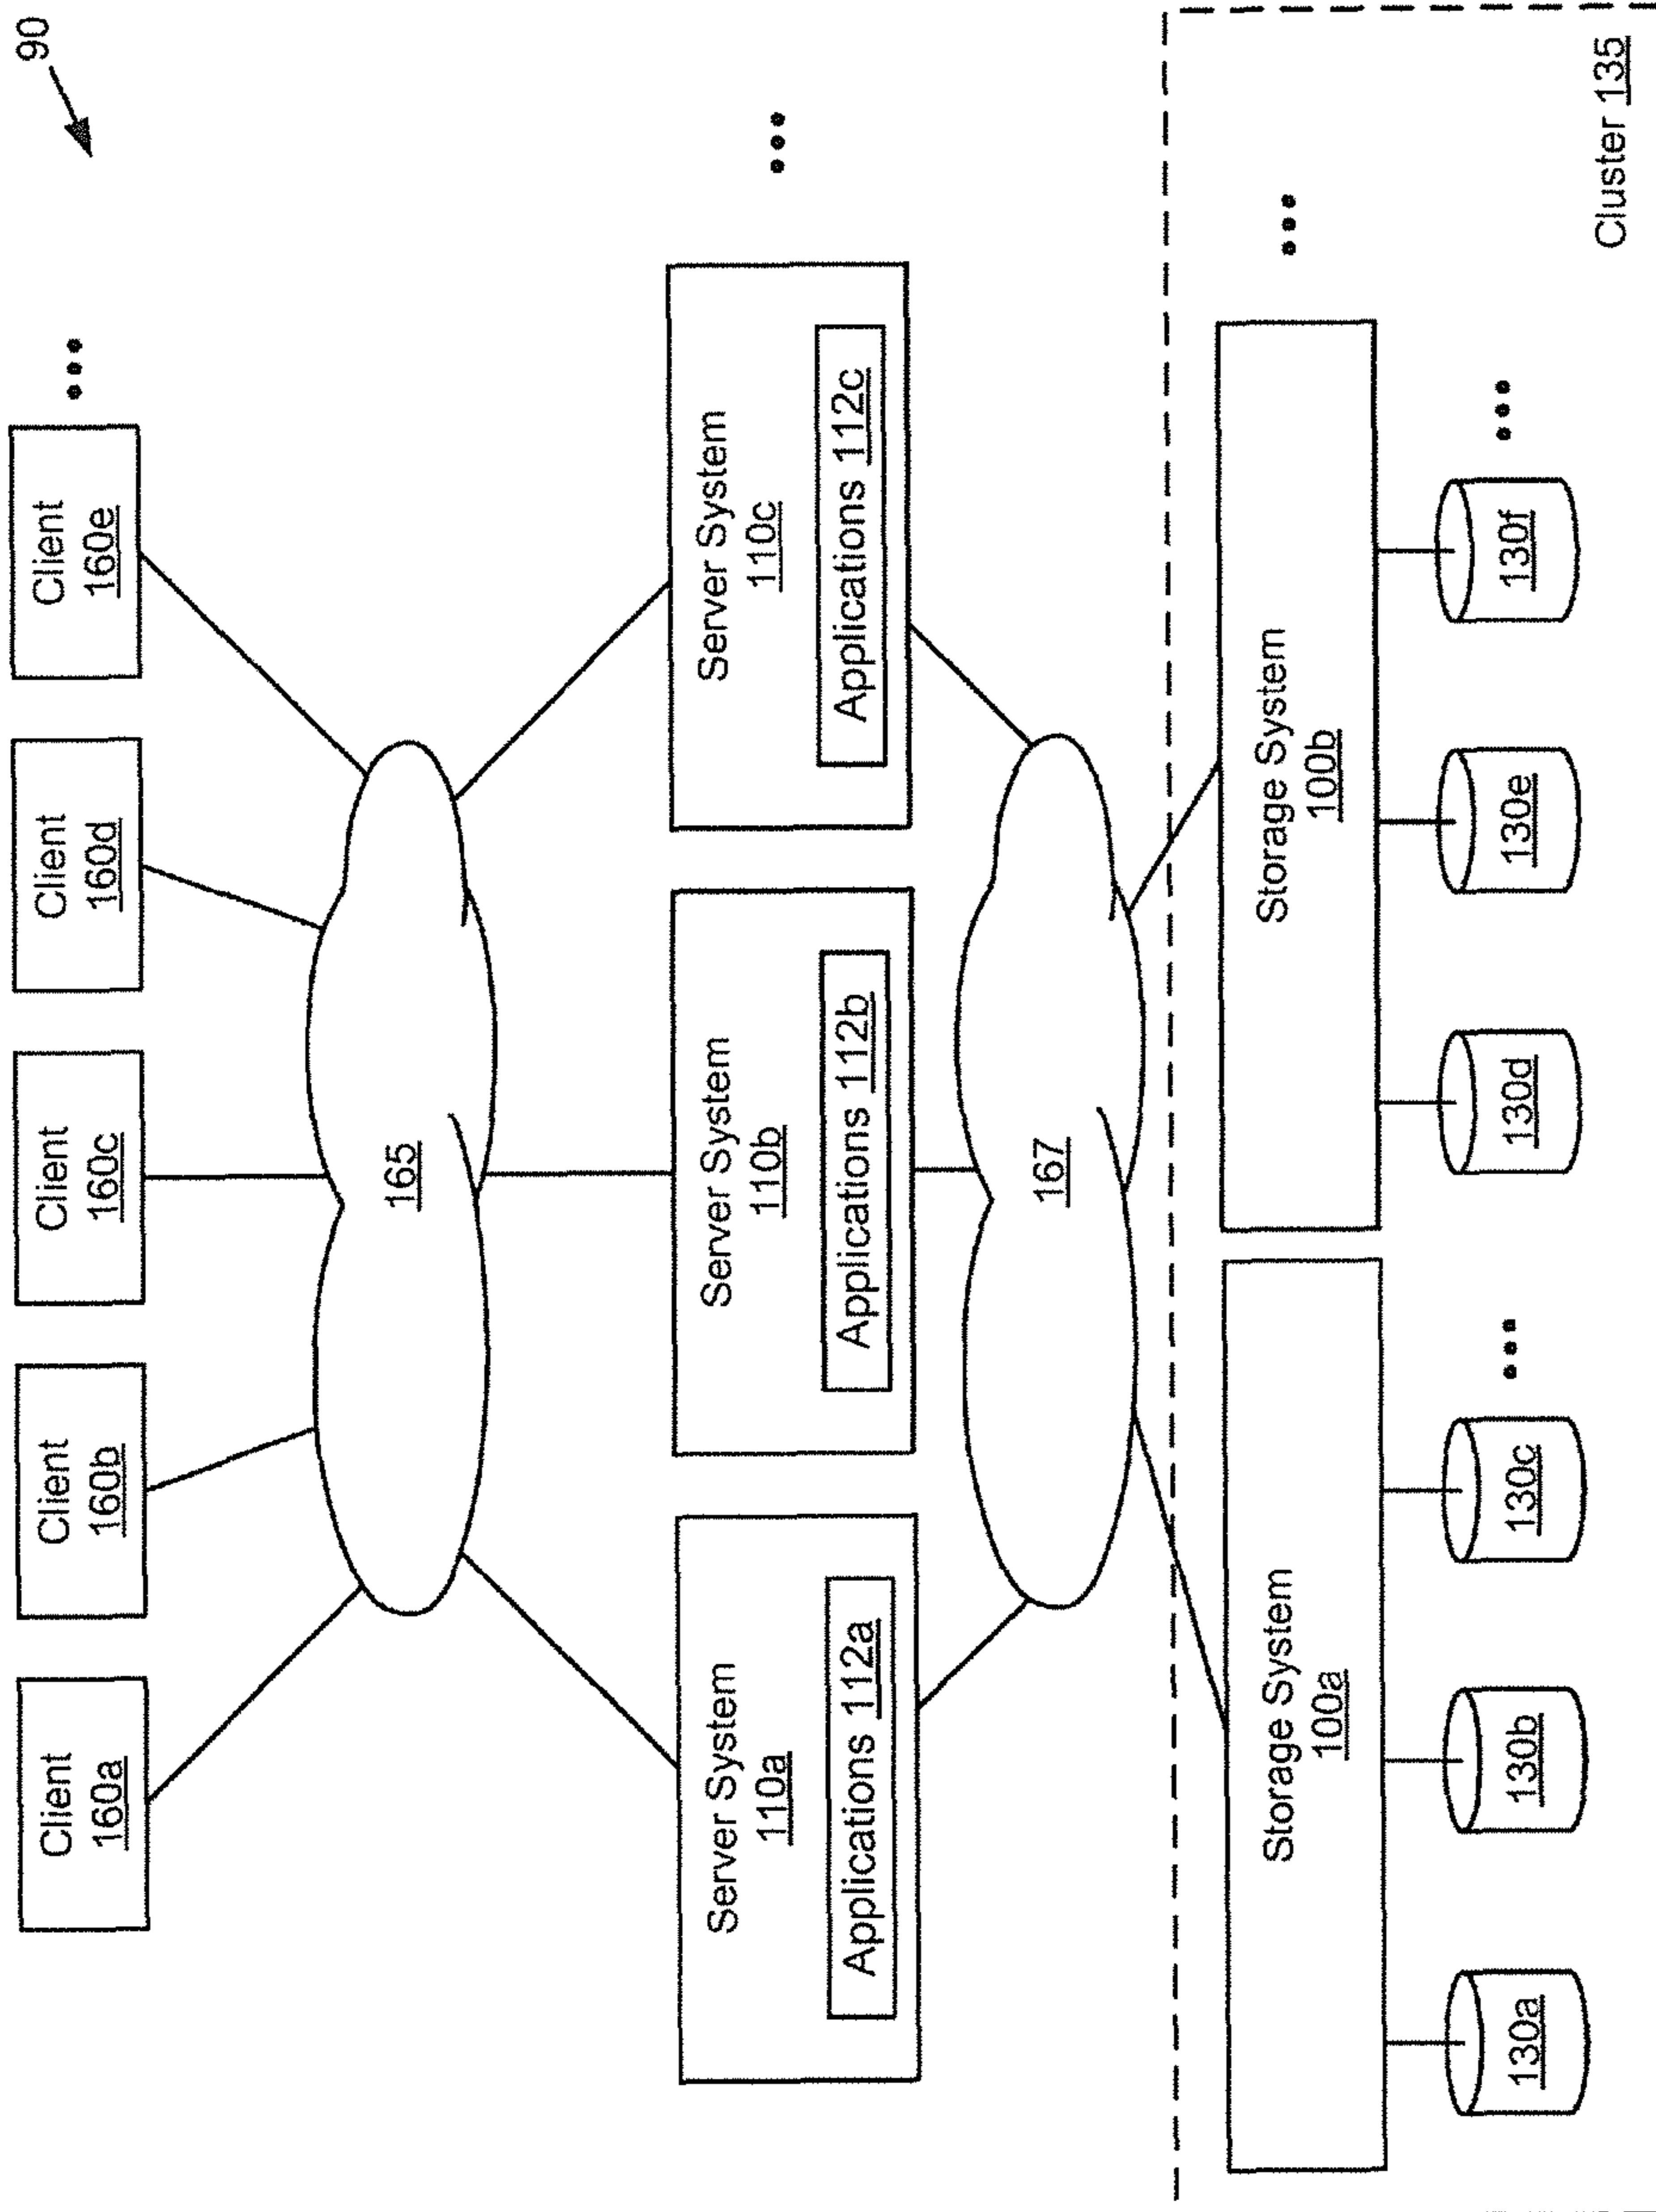 90
Client
160a
Client
160b
Client
160c
Client
160d
Client
160e
165
Server System
110a
Applications 112a
Server System
110b
Applications 112b
Server System
110c
Applications 112c
167
Storage System
100a
Storage System
100b
130a
130b
130c
130d
130e
130f
Cluster 135